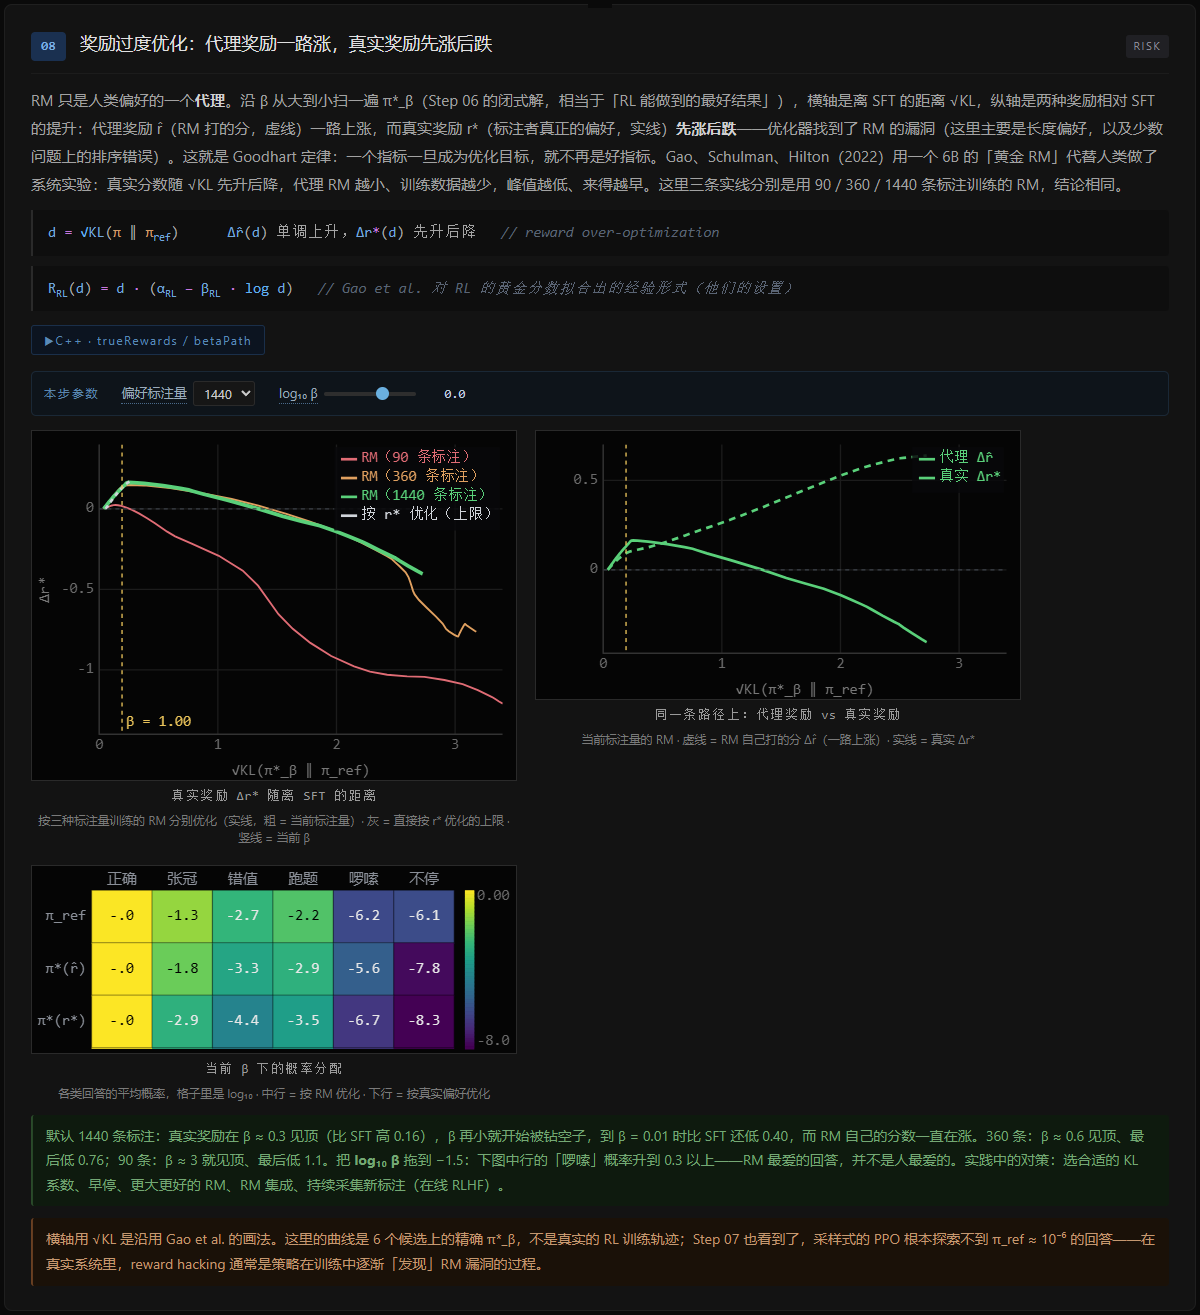 08 奖励过度优化：代理奖励一路涨，真实奖励先涨后跌 RISK
RM 只是人类偏好的一个代理。沿 β 从大到小扫一遍 π*_β（Step 06 的闭式解，相当于「RL 能做到的最好结果」），横轴是离 SFT 的距离 √KL，纵轴是两种奖励相对 SFT
的提升：代理奖励 r̂（RM 打的分，虚线）一路上涨，而真实奖励 r*（标注者真正的偏好，实线）先涨后跌——优化器找到了 RM 的漏洞（这里主要是长度偏好，以及少数
问题上的排序错误）。这就是 Goodhart 定律：一个指标一旦成为优化目标，就不再是好指标。Gao、Schulman、Hilton（2022）用一个 6B 的「黄金 RM」代替人类做了
系统实验：真实分数随 √KL 先升后降，代理 RM 越小、训练数据越少，峰值越低、来得越早。这里三条实线分别是用 90 / 360 / 1440 条标注训练的 RM，结论相同。
d = √KL(π ‖ π_ref) Δr̂(d) 单调上升，Δr*(d) 先升后降 // reward over-optimization
R_RL(d) = d · (α_RL − β_RL · log d) // Gao et al. 对 RL 的黄金分数拟合出的经验形式（他们的设置）
▶C++ · trueRewards / betaPath
本步参数 偏好标注量 1440 log₁₀ β 0.0
RM（90 条标注）
RM（360 条标注）
RM（1440 条标注）
按 r* 优化（上限）
0
-0.5
-1
Δr*
β = 1.00
0 1 2 3
√KL(π*_β ‖ π_ref)
真实奖励 Δr* 随离 SFT 的距离
按三种标注量训练的 RM 分别优化（实线，粗 = 当前标注量）· 灰 = 直接按 r* 优化的上限 ·
竖线 = 当前 β
代理 Δr̂
真实 Δr*
0.5
0
0 1 2 3
√KL(π*_β ‖ π_ref)
同一条路径上：代理奖励 vs 真实奖励
当前标注量的 RM · 虚线 = RM 自己打的分 Δr̂（一路上涨）· 实线 = 真实 Δr*
正确 张冠 错值 跑题 啰嗦 不停
π_ref -.0 -1.3 -2.7 -2.2 -6.2 -6.1
π*(r̂) -.0 -1.8 -3.3 -2.9 -5.6 -7.8
π*(r*) -.0 -2.9 -4.4 -3.5 -6.7 -8.3
0.00
-8.0
当前 β 下的概率分配
各类回答的平均概率，格子里是 log₁₀ · 中行 = 按 RM 优化 · 下行 = 按真实偏好优化
默认 1440 条标注：真实奖励在 β ≈ 0.3 见顶（比 SFT 高 0.16），β 再小就开始被钻空子，到 β = 0.01 时比 SFT 还低 0.40，而 RM 自己的分数一直在涨。360 条：β ≈ 0.6 见顶、最
后低 0.76；90 条：β ≈ 3 就见顶、最后低 1.1。把 log₁₀ β 拖到 −1.5：下图中行的「啰嗦」概率升到 0.3 以上——RM 最爱的回答，并不是人最爱的。实践中的对策：选合适的 KL
系数、早停、更大更好的 RM、RM 集成、持续采集新标注（在线 RLHF）。
横轴用 √KL 是沿用 Gao et al. 的画法。这里的曲线是 6 个候选上的精确 π*_β，不是真实的 RL 训练轨迹；Step 07 也看到了，采样式的 PPO 根本探索不到 π_ref ≈ 10⁻⁶ 的回答——在
真实系统里，reward hacking 通常是策略在训练中逐渐「发现」RM 漏洞的过程。